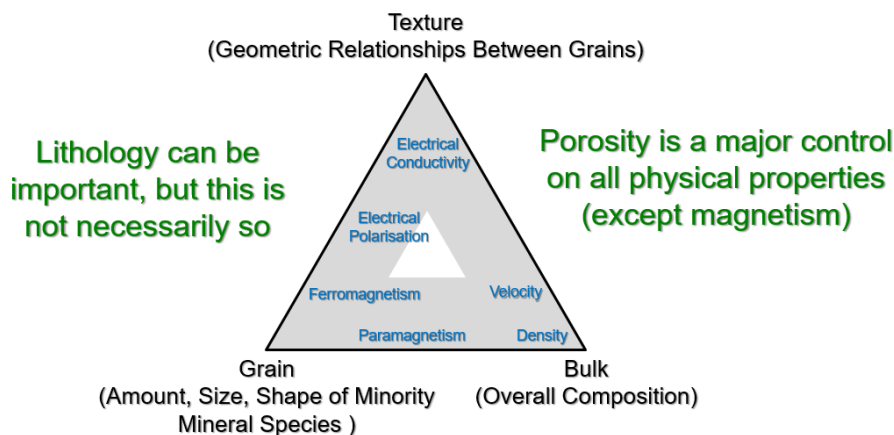 Texture
(Geometric Relationships Between Grains)
Lithology can be
important, but this is
not necessarily so
Porosity is a major control
on all physical properties
(except magnetism)
Electrical
Conductivity
Electrical
Polarisation
Ferromagnetism
Velocity
Paramagnetism
Density
Grain
(Amount, Size, Shape of Minority
Mineral Species )
Bulk
(Overall Composition)